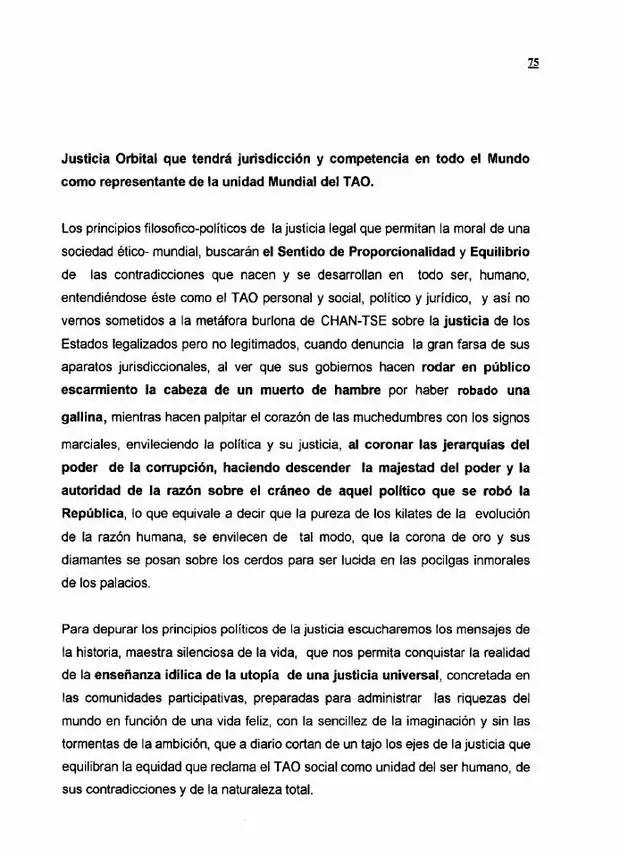 75
Justicia Orbital que tendrá jurisdicción y competencia en todo el Mundo
como representante de la unidad Mundial del TAO.
Los principios filosofico-políticos de la justicia legal que permitan la moral de una
sociedad ético- mundial, buscarán el Sentido de Proporcionalidad y Equilibrio
de las contradicciones que nacen y se desarrollan en todo ser, humano,
entendiéndose éste como el TAO personal y social, político y jurídico, y así no
vernos sometidos a la metáfora burlona de CHAN-TSE sobre la justicia de los
Estados legalizados pero no legitimados, cuando denuncia la gran farsa de sus
aparatos jurisdiccionales, al ver que sus gobiernos hacen rodar en público
escarmiento la cabeza de un muerto de hambre por haber robado una
gallina, mientras hacen palpitar el corazón de las muchedumbres con los signos
marciales, envileciendo la política y su justicia, al coronar las jerarquías del
poder de la corrupción, haciendo descender la majestad del poder y la
autoridad de la razón sobre el cráneo de aquel político que se robó la
República, lo que equivale a decir que la pureza de los kilates de la evolución
de la razón humana, se envilecen de tal modo, que la corona de oro y sus
diamantes se posan sobre los cerdos para ser lucida en las pocilgas inmorales
de los palacios.
Para depurar los principios políticos de la justicia escucharemos los mensajes de
la historia, maestra silenciosa de la vida, que nos permita conquistar la realidad
de la enseñanza idílica de la utopía de una justicia universal, concretada en
las comunidades participativas, preparadas para administrar las riquezas del
mundo en función de una vida feliz, con la sencillez de la imaginación y sin las
tormentas de la ambición, que a diario cortan de un tajo los ejes de la justicia que
equilibran la equidad que reclama el TAO social como unidad del ser humano, de
sus contradicciones y de la naturaleza total.